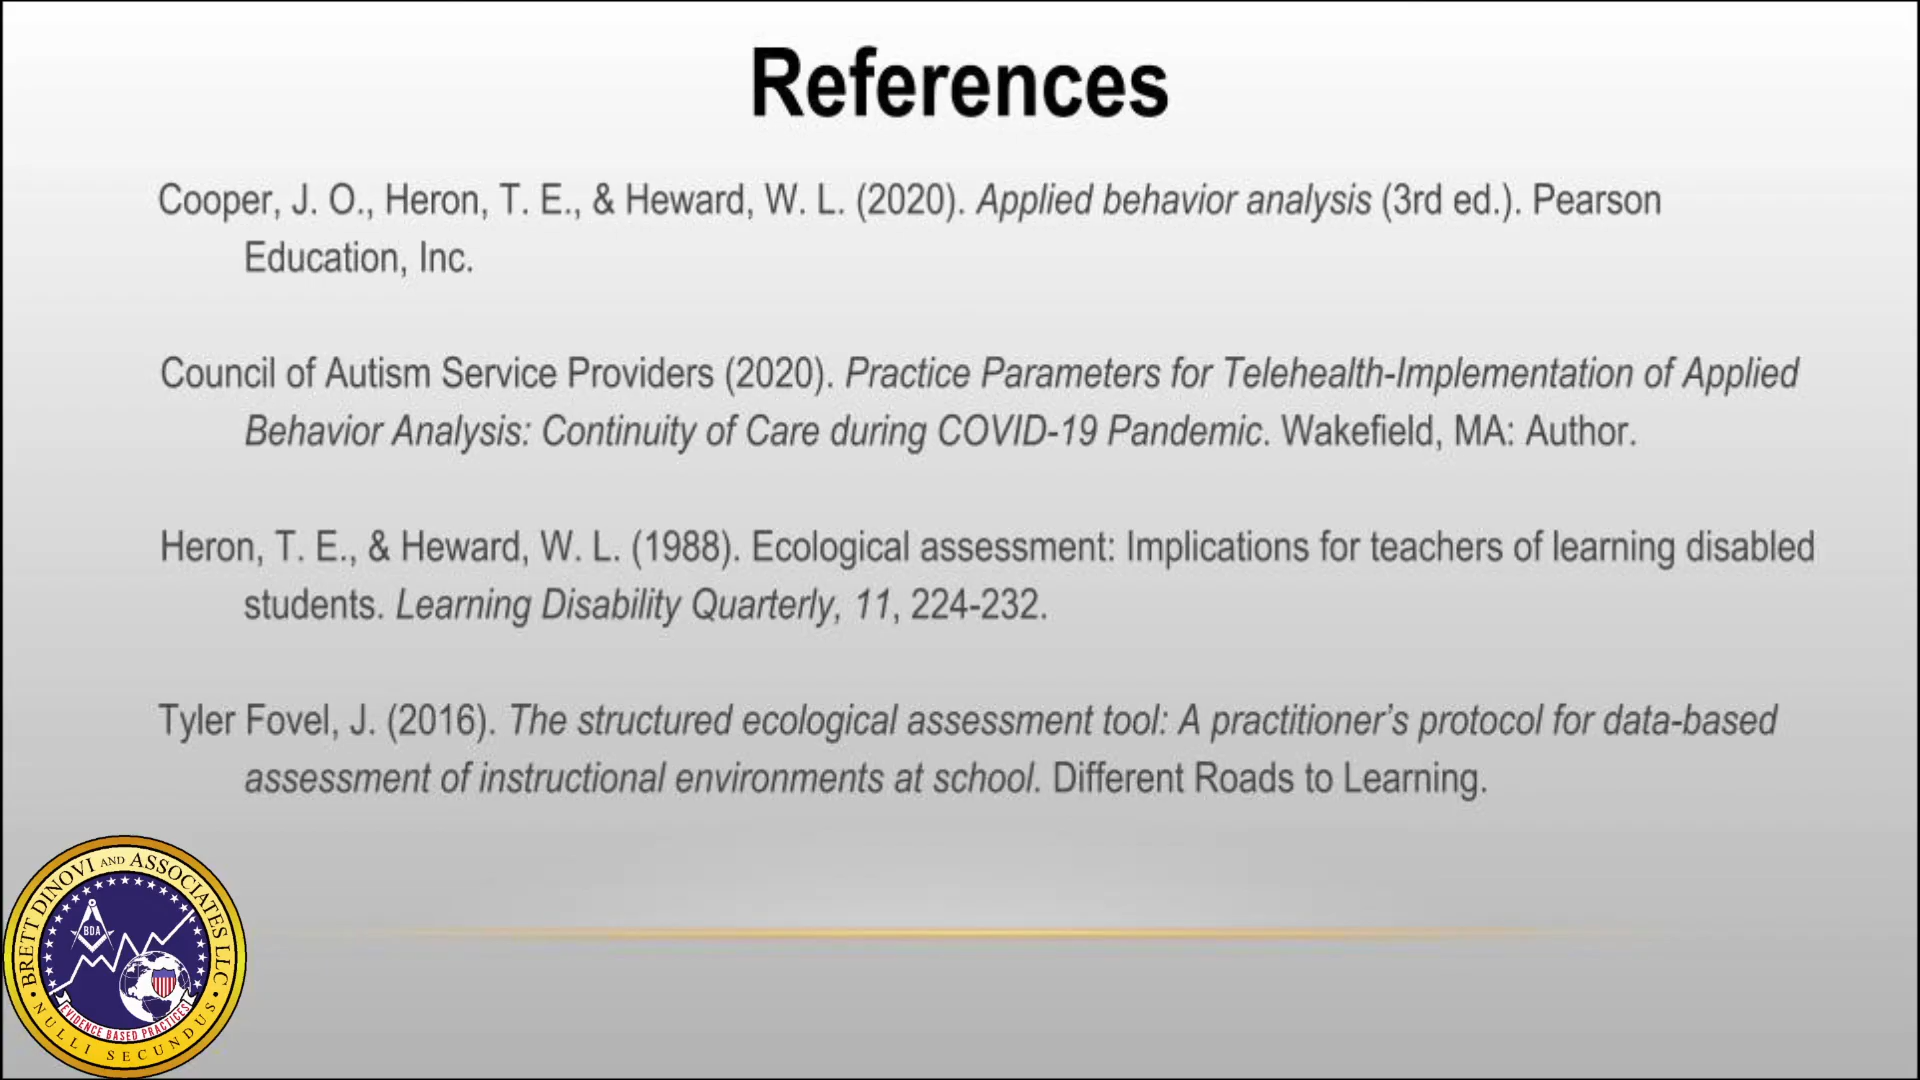 References
Cooper, J. O., Heron, T. E., & Heward, W. L. (2020). Applied behavior analysis (3rd ed.). Pearson
Education, Inc.
Council of Autism Service Providers (2020). Practice Parameters for Telehealth-Implementation of Applied
Behavior Analysis: Continuity of Care during COVID-19 Pandemic. Wakefield, MA: Author.
Heron, T. E., & Heward, W. L. (1988). Ecological assessment: Implications for teachers of learning disabled
students. Learning Disability Quarterly, 11, 224-232.
Tyler Fovel, J. (2016). The structured ecological assessment tool: A practitioner’s protocol for data-based
assessment of instructional environments at school. Different Roads to Learning.
BRETT DINOVI AND ASSOCIATES LLC
BDA
EVIDENCE BASED PRACTICES
NULLI SECUNDUS